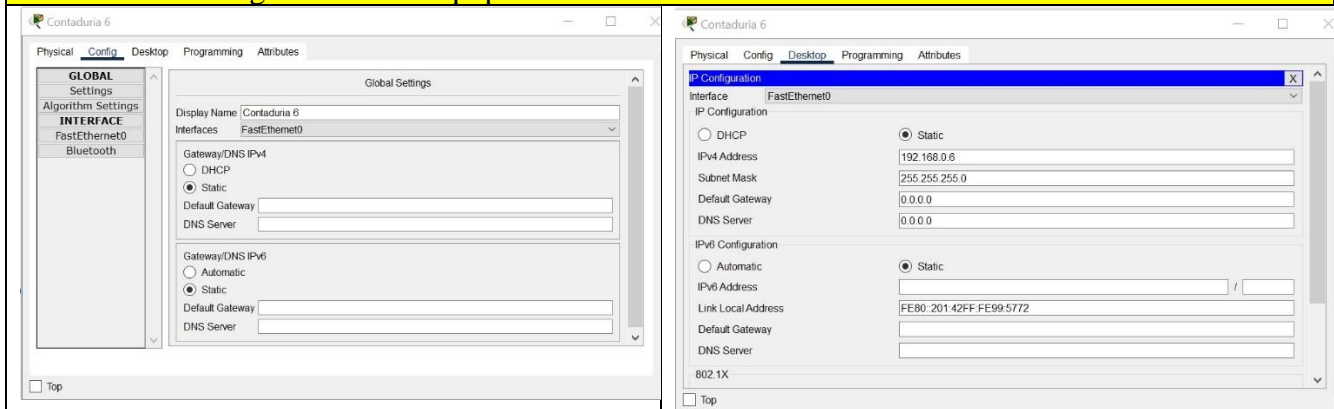 Contaduria 6
Physical Config Desktop Programming Attributes
GLOBAL
Settings
Algorithm Settings
INTERFACE
FastEthernet0
Bluetooth
Global Settings
Display Name Contaduria 6
Interfaces FastEthernet0
Gateway/DNS IPv4
DHCP
Static
Default Gateway
DNS Server
Gateway/DNS IPv6
Automatic
Static
Default Gateway
DNS Server
Top
Contaduria 6
Physical Config Desktop Programming Attributes
IP Configuration X
Interface FastEthernet0
IP Configuration
DHCP Static
IPv4 Address 192.168.0.6
Subnet Mask 255.255.255.0
Default Gateway 0.0.0.0
DNS Server 0.0.0.0
IPv6 Configuration
Automatic Static
IPv6 Address /
Link Local Address FE80::201:42FF:FE99:5772
Default Gateway
DNS Server
802.1X
Top